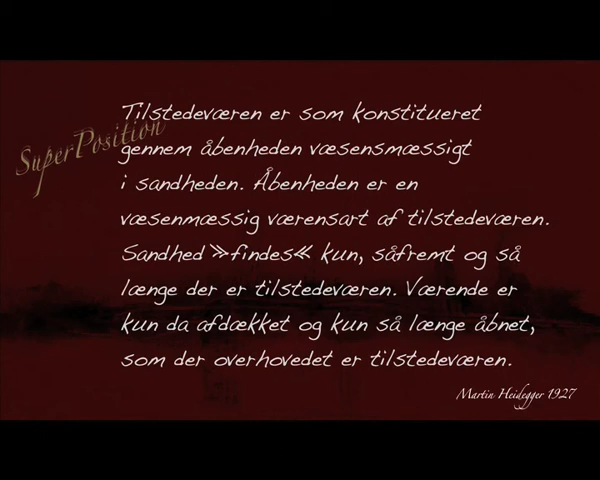 SuperPosition
Tilstedeværen er som konstitueret
gennem åbenheden væsensmæssigt
i sandheden. Åbenheden er en
væsenmæssig værensart af tilstedeværen.
Sandhed »findes« kun, såfremt og så
længe der er tilstedeværen. Værende er
kun da afdækket og kun så længe åbnet,
som der overhovedet er tilstedeværen.
Martin Heidegger 1927